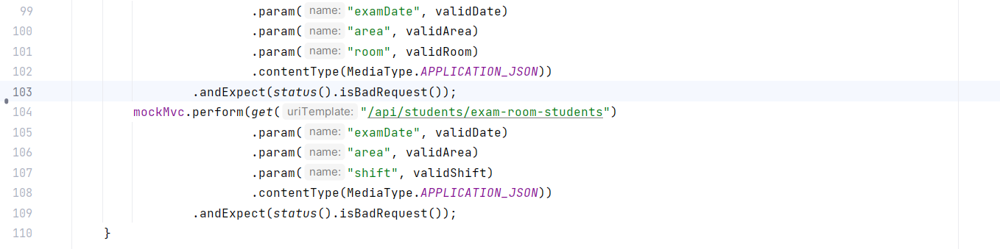 99 .param( name: "examDate", validDate)
100 .param( name: "area", validArea)
101 .param( name: "room", validRoom)
102 .contentType(MediaType.APPLICATION_JSON))
103 .andExpect(status().isBadRequest());
104 mockMvc.perform(get( uriTemplate: "/api/students/exam-room-students")
105 .param( name: "examDate", validDate)
106 .param( name: "area", validArea)
107 .param( name: "shift", validShift)
108 .contentType(MediaType.APPLICATION_JSON))
109 .andExpect(status().isBadRequest());
110 }